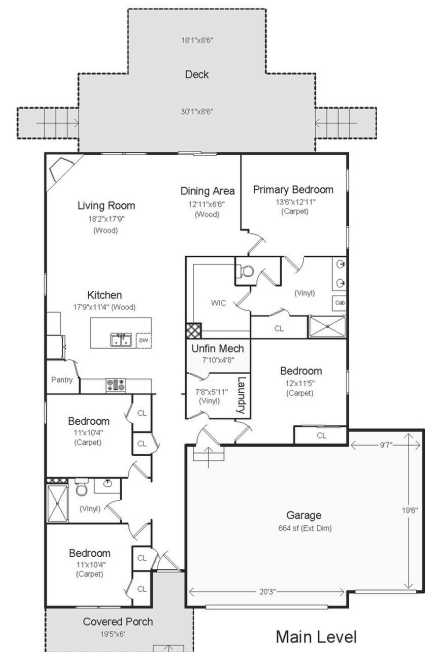 18'1"x8'6"
Deck
30'1"x8'6"
Living Room
18'2"x17'9"
(Wood)
Dining Area
12'11"x6'6"
(Wood)
Primary Bedroom
13'6"x12'11"
(Carpet)
Kitchen
17'9"x11'4" (Wood)
DW
WIC
(Vinyl)
Cab
CL
Unfin Mech
7'10"x4'8"
Pantry
7'8"x5'11"
(Vinyl)
Laundry
Bedroom
12'x11'5"
(Carpet)
CL
Bedroom
11'x10'4"
(Carpet)
CL
CL
(Vinyl)
Bedroom
11'x10'4"
(Carpet)
CL
CL
9'7"
19'6"
Garage
664 sf (Ext Dim)
20'3"
Covered Porch
19'5"x6'
Main Level